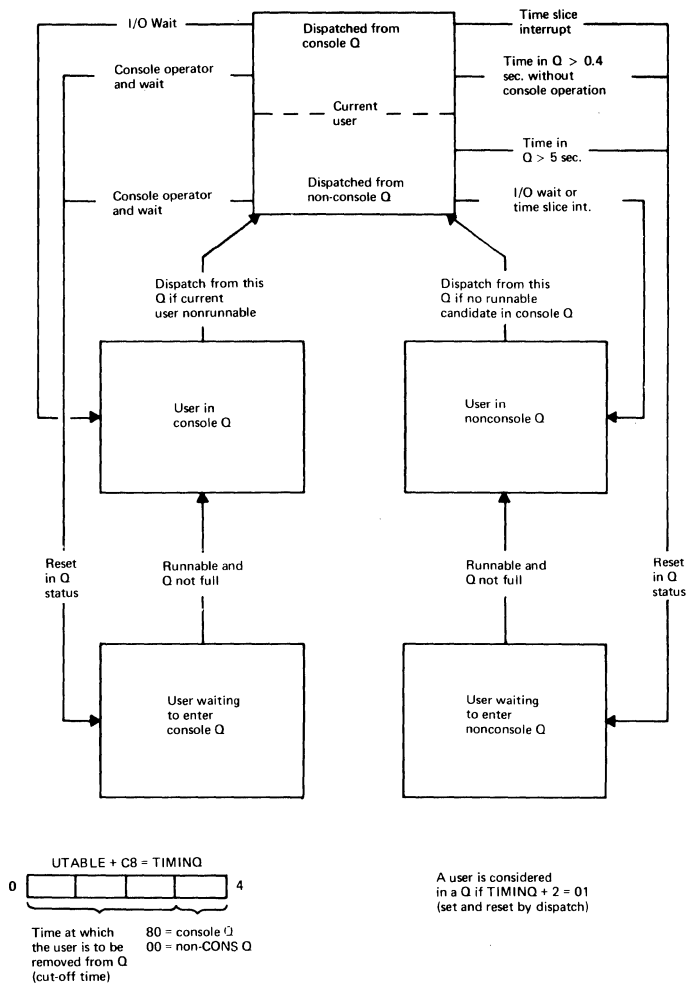 I/O Wait
Dispatched from
console Q
Time slice
interrupt
Console operator
and wait
Time in Q > 0.4
sec. without
console operation
Current
user
Time in
Q > 5 sec.
Console operator
and wait
Dispatched from
non-console Q
I/O wait or
time slice int.
Dispatch from this
Q if current
user nonrunnable
Dispatch from this
Q if no runnable
candidate in console Q
User in
console Q
User in
nonconsole Q
Reset
in Q
status
Runnable and
Q not full
Runnable and
Q not full
Reset
in Q
status
User waiting
to enter
console Q
User waiting
to enter
nonconsole Q
UTABLE + C8 = TIMINQ
0 4
Time at which
the user is to be
removed from Q
(cut-off time)
80 = console Q
00 = non-CONS Q
A user is considered
in a Q if TIMINQ + 2 = 01
(set and reset by dispatch)